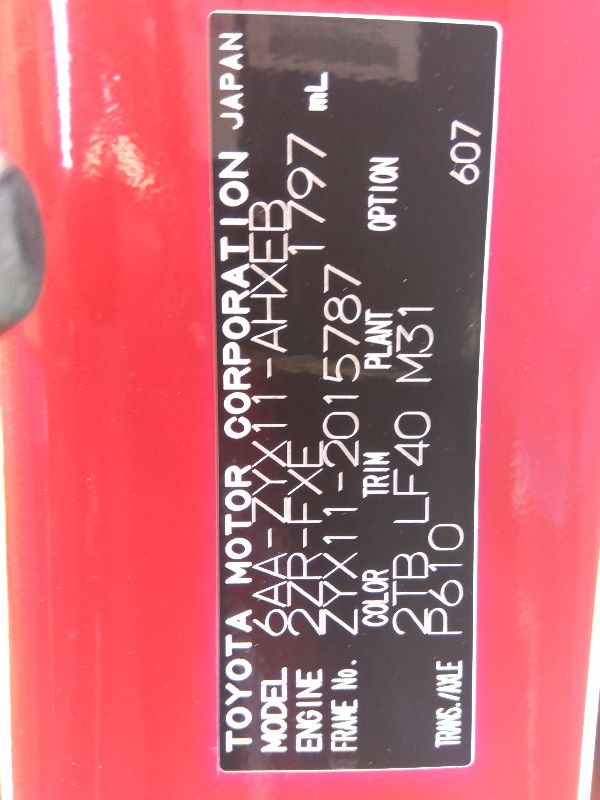 TOYOTA MOTOR CORPORATION JAPAN
MODEL 6AA-ZYX11-AHXEB
ENGINE 2ZR-FXE 1797 mL
FRAME No. ZYX11-2015787
COLOR TRIM PLANT OPTION
2TB LF40 M31
TRANS./AXLE P610 607